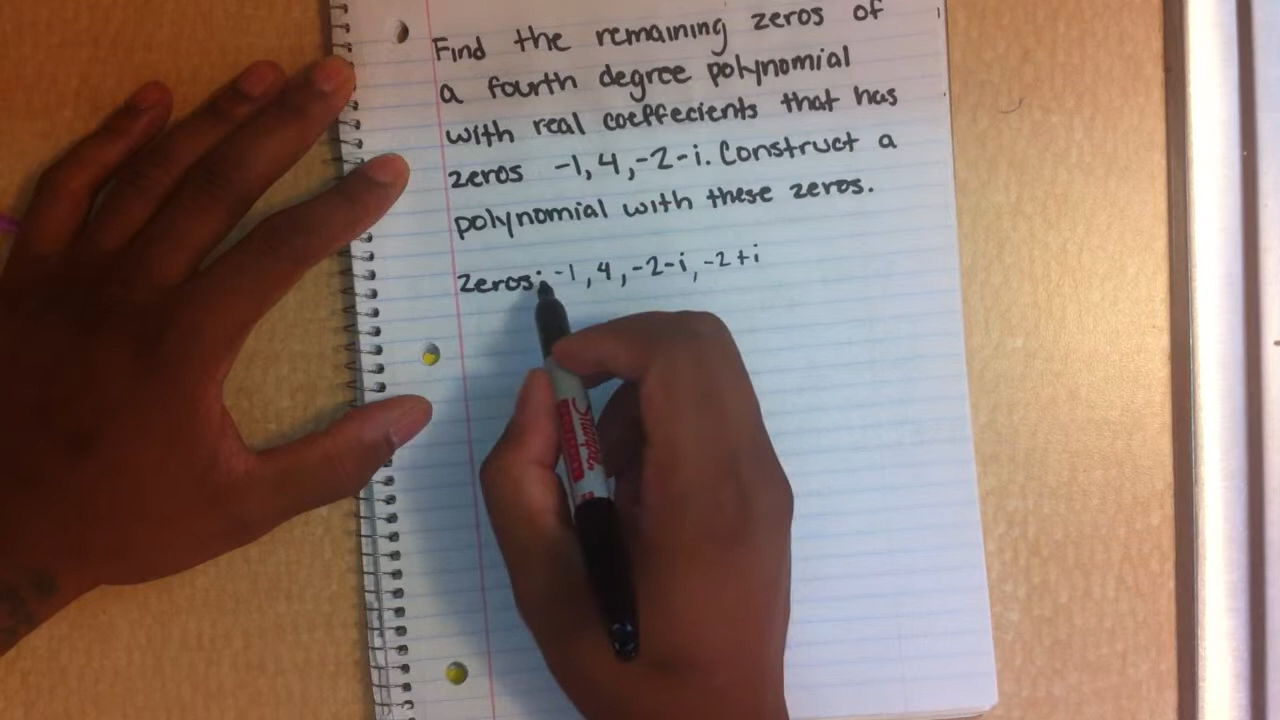 Find the remaining zeros of
a fourth degree polynomial
with real coeffecients that has
zeros -1, 4, -2-i. Construct a
polynomial with these zeros.
Zeros: -1, 4, -2-i, -2+i
Sharpie